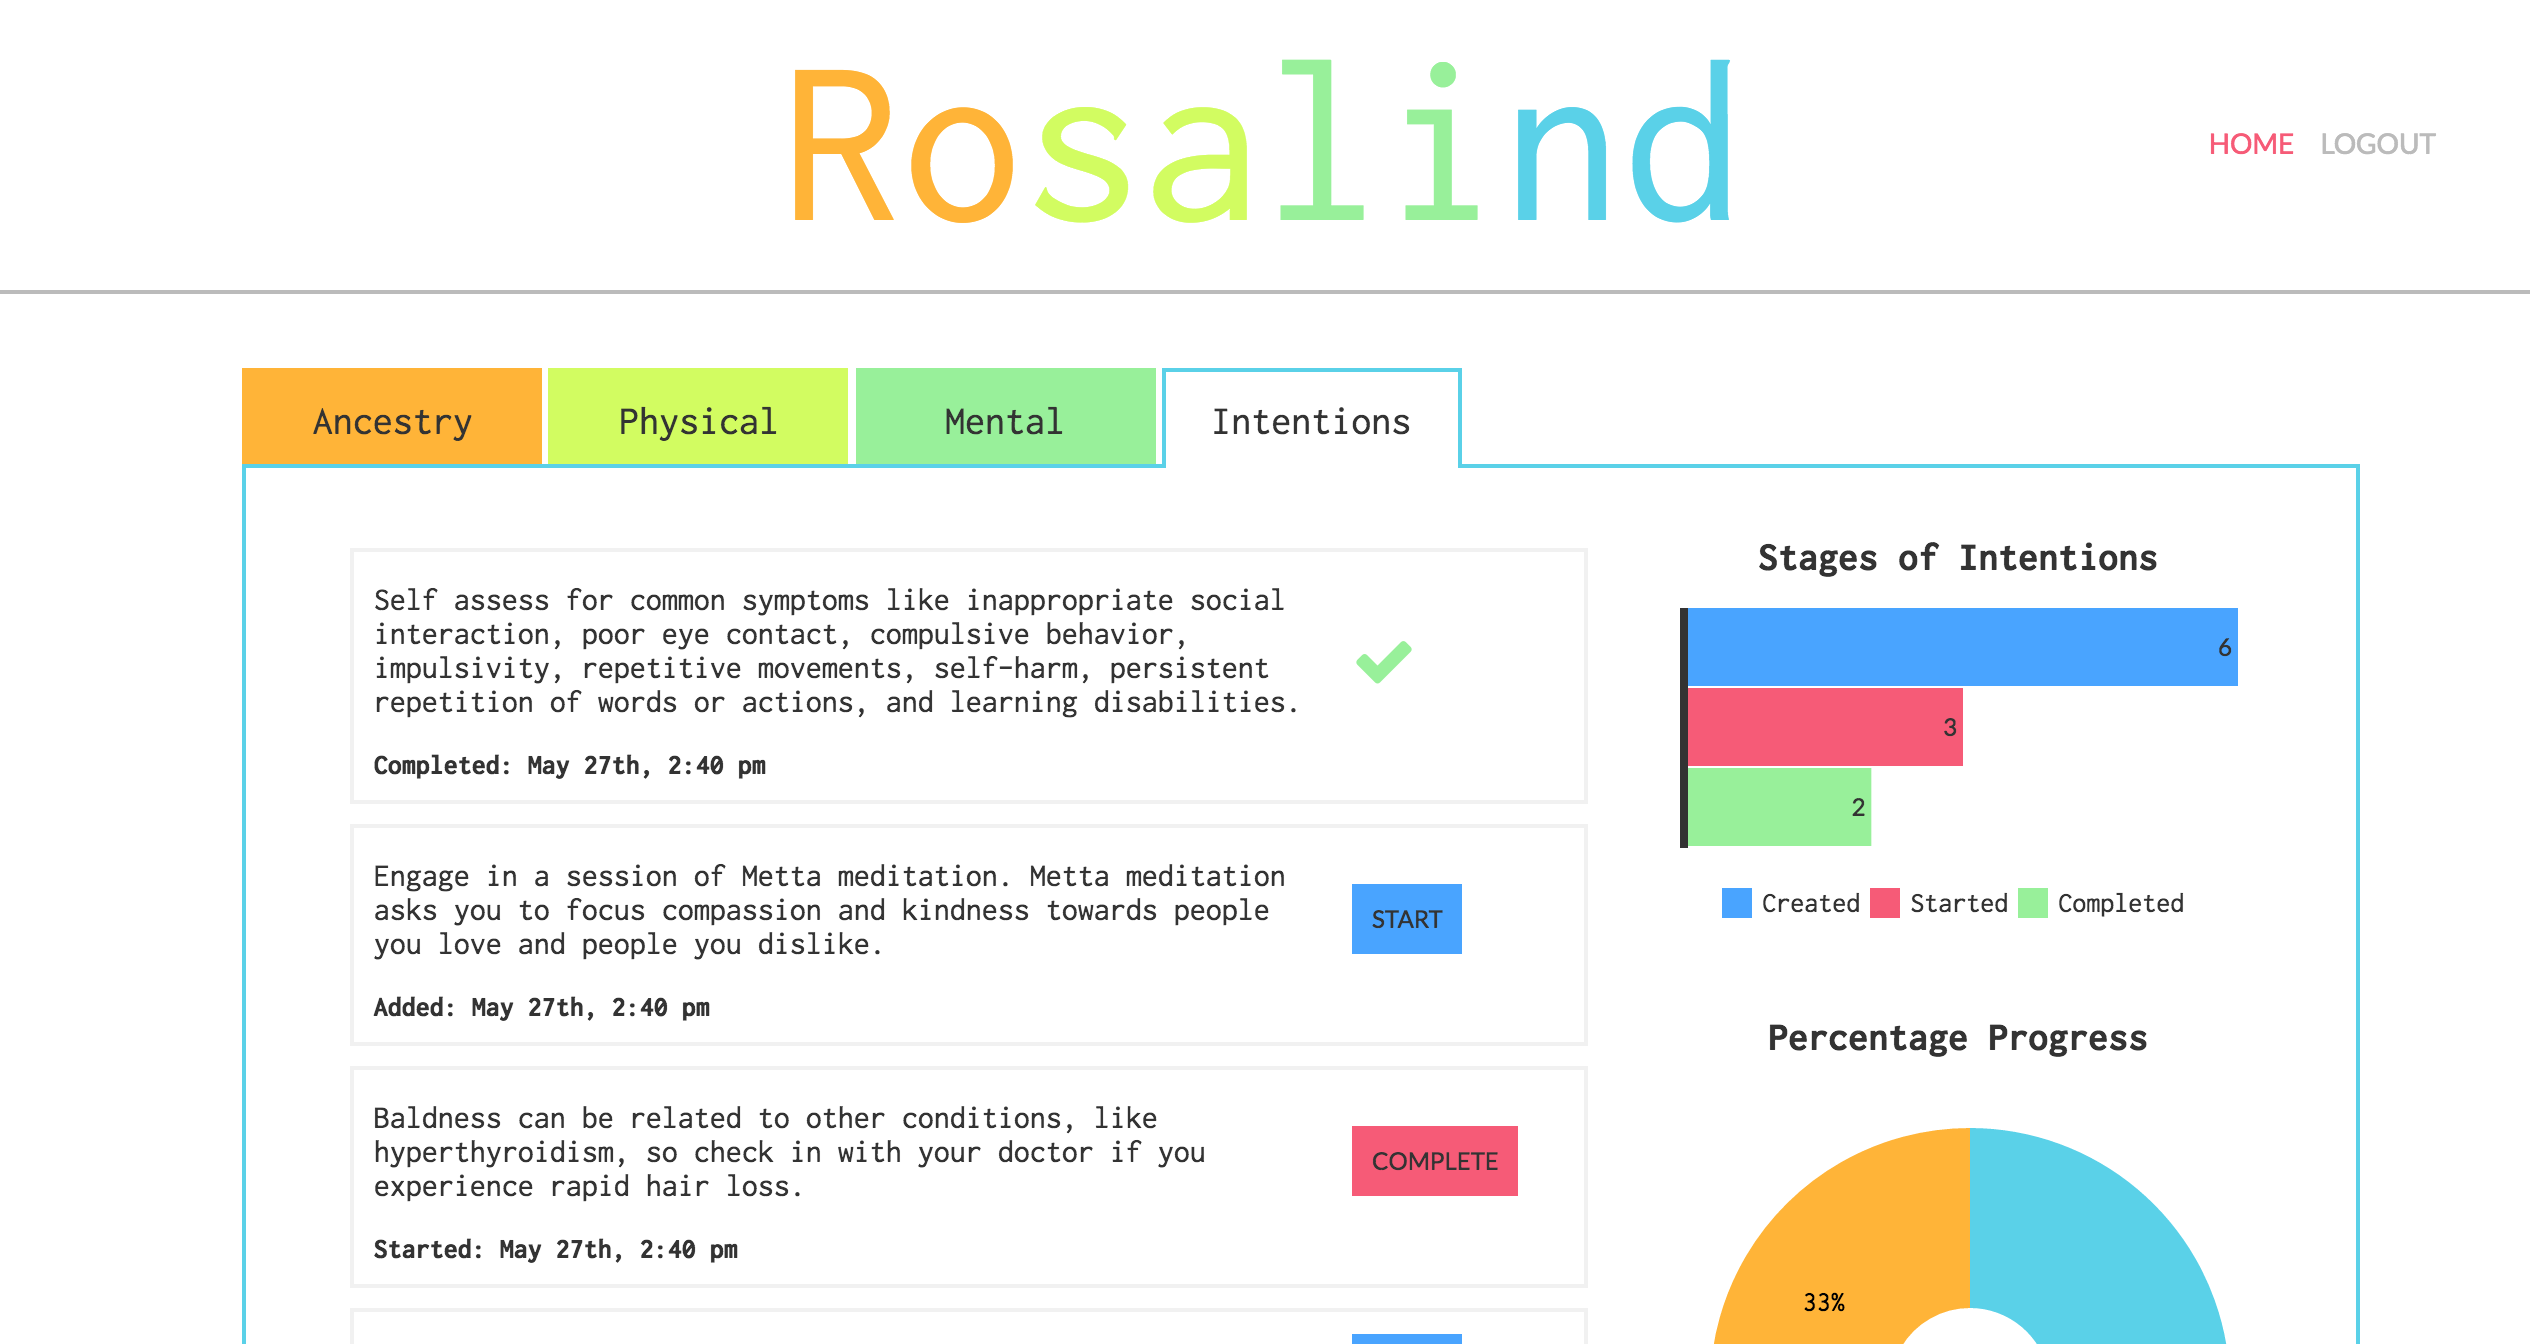 Rosalind
HOME LOGOUT
Ancestry Physical Mental Intentions
Self assess for common symptoms like inappropriate social
interaction, poor eye contact, compulsive behavior,
impulsivity, repetitive movements, self-harm, persistent
repetition of words or actions, and learning disabilities.
Completed: May 27th, 2:40 pm
Engage in a session of Metta meditation. Metta meditation
asks you to focus compassion and kindness towards people
you love and people you dislike.
START
Added: May 27th, 2:40 pm
Baldness can be related to other conditions, like
hyperthyroidism, so check in with your doctor if you
experience rapid hair loss.
COMPLETE
Started: May 27th, 2:40 pm
Stages of Intentions
6
3
2
Created Started Completed
Percentage Progress
33%